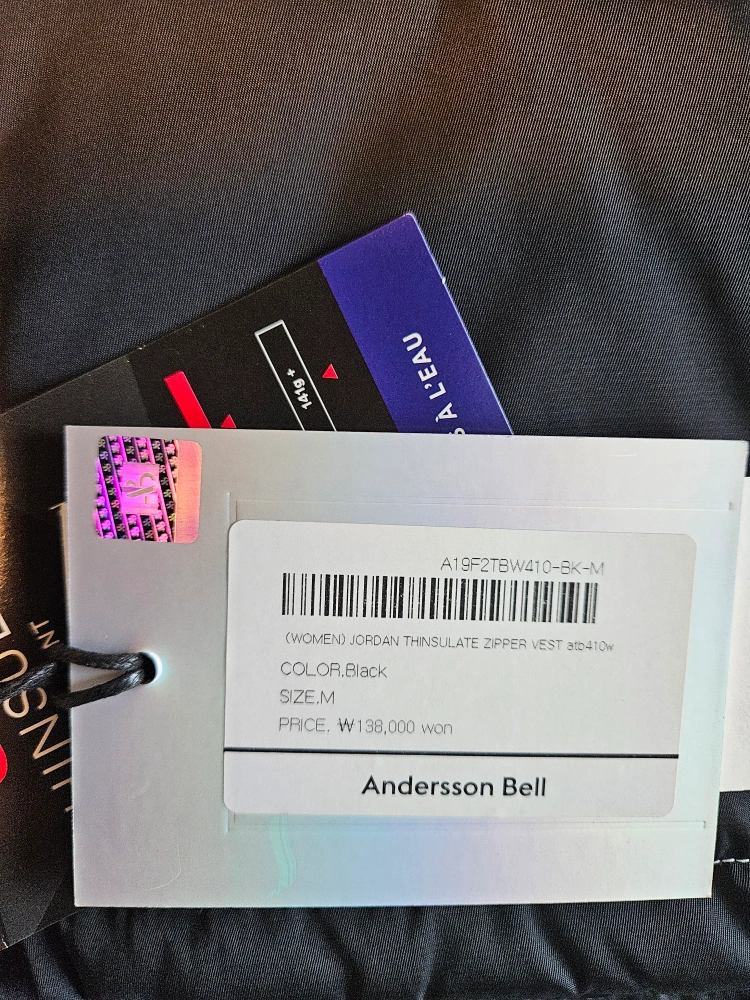 À L'EAU
141g +
A19F2TBW410-BK-M
(WOMEN) JORDAN THINSULATE ZIPPER VEST atb410w
COLOR.Black
SIZE.M
PRICE. ₩138,000 won
Andersson Bell